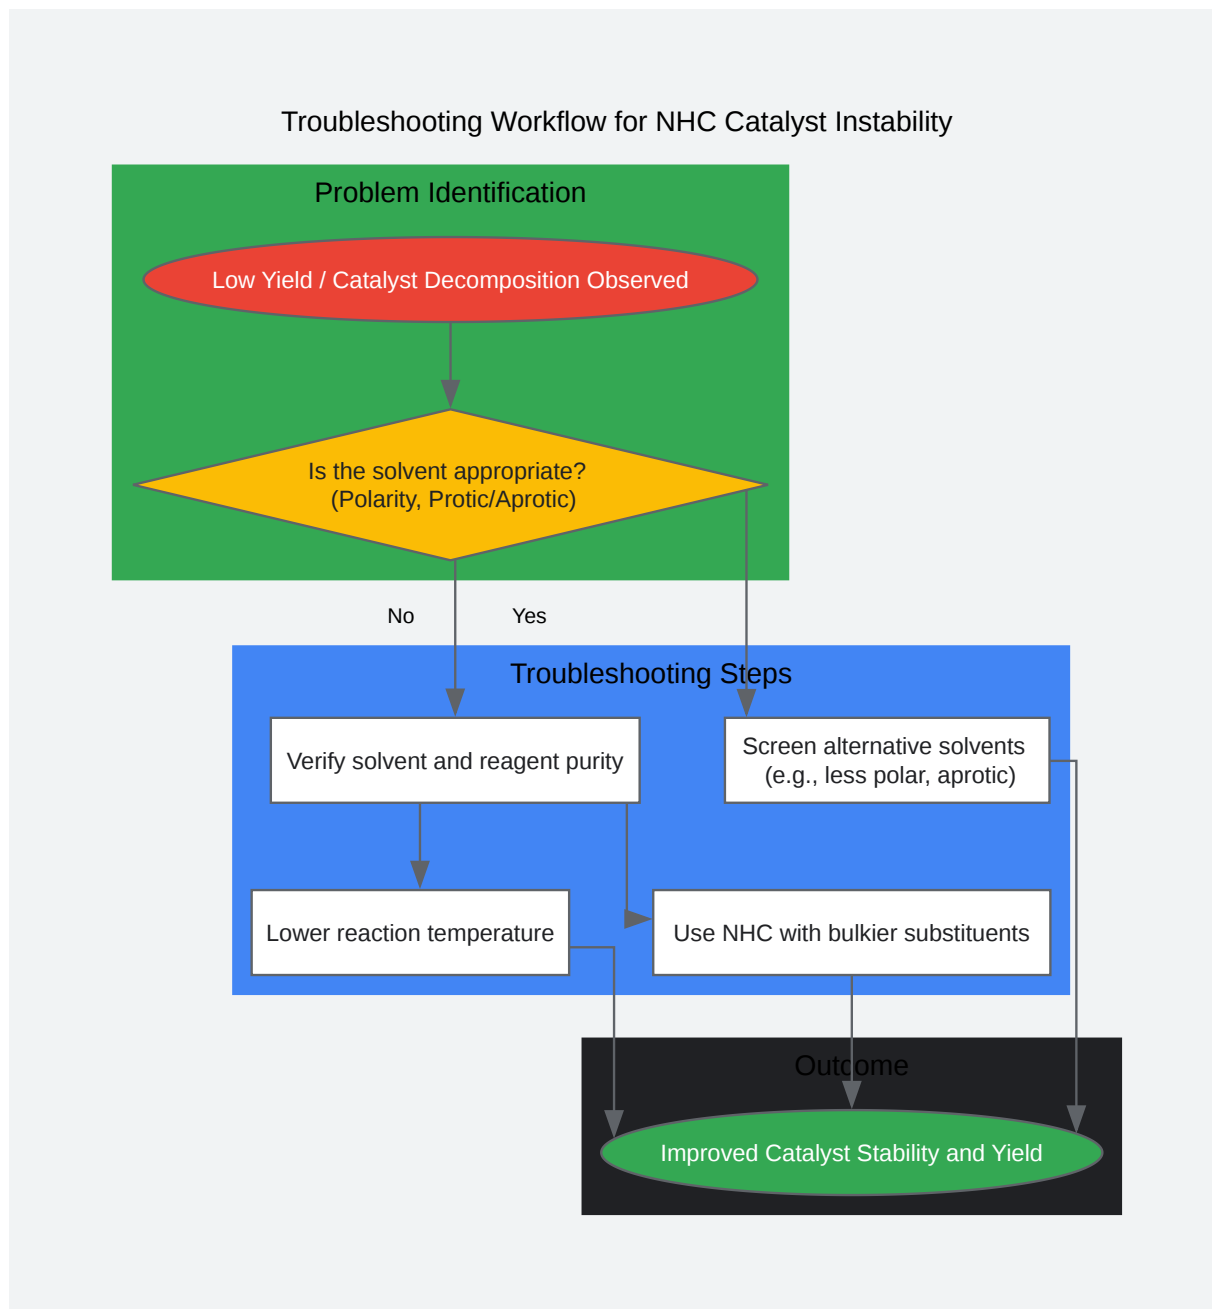 Troubleshooting Workflow for NHC Catalyst Instability
Problem Identification
Low Yield / Catalyst Decomposition Observed
Is the solvent appropriate?
(Polarity, Protic/Aprotic)
No
Yes
Troubleshooting Steps
Verify solvent and reagent purity
Screen alternative solvents
(e.g., less polar, aprotic)
Lower reaction temperature
Use NHC with bulkier substituents
Outcome
Improved Catalyst Stability and Yield